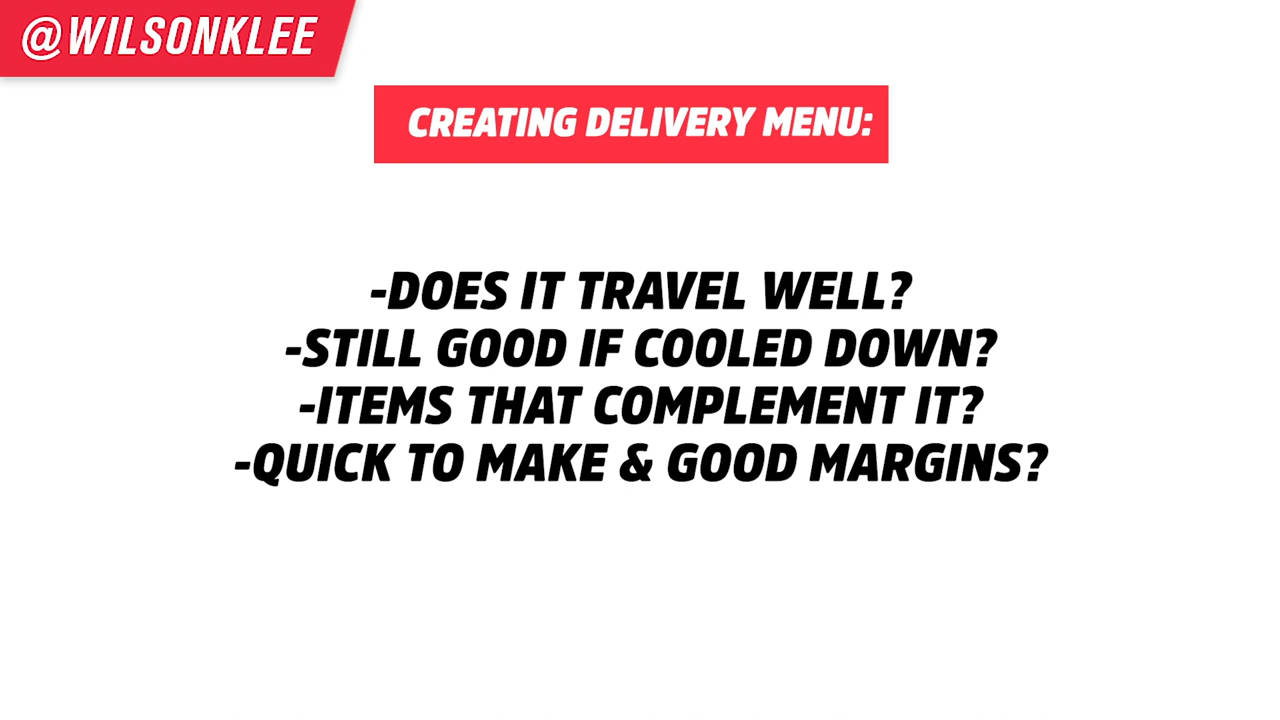 @WILSONKLEE
CREATING DELIVERY MENU:
-DOES IT TRAVEL WELL?
-STILL GOOD IF COOLED DOWN?
-ITEMS THAT COMPLEMENT IT?
-QUICK TO MAKE & GOOD MARGINS?